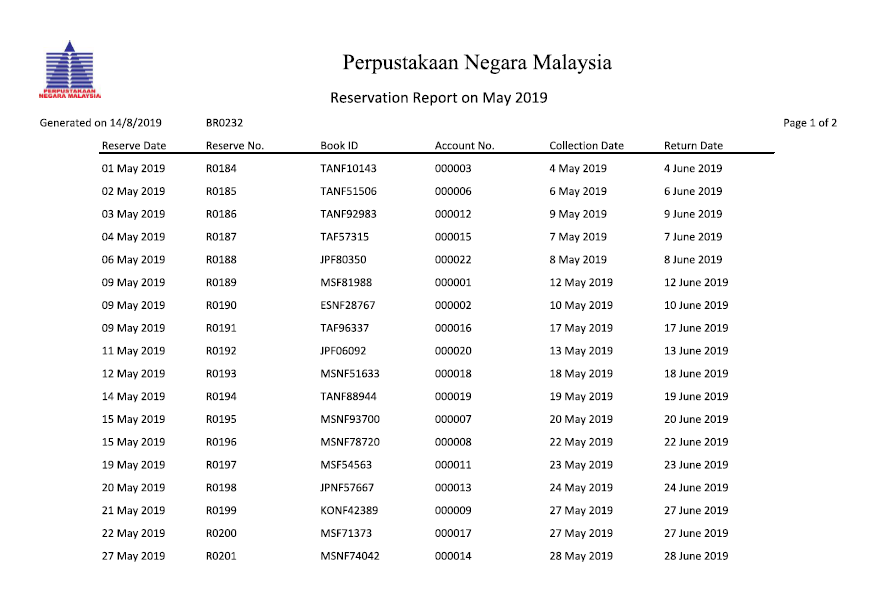 PERPUSTAKAAN
NEGARA MALAYSIA
Perpustakaan Negara Malaysia
Reservation Report on May 2019
Generated on 14/8/2019 BR0232 Page 1 of 2
Reserve Date Reserve No. Book ID Account No. Collection Date Return Date
01 May 2019 R0184 TANF10143 000003 4 May 2019 4 June 2019
02 May 2019 R0185 TANF51506 000006 6 May 2019 6 June 2019
03 May 2019 R0186 TANF92983 000012 9 May 2019 9 June 2019
04 May 2019 R0187 TAF57315 000015 7 May 2019 7 June 2019
06 May 2019 R0188 JPF80350 000022 8 May 2019 8 June 2019
09 May 2019 R0189 MSF81988 000001 12 May 2019 12 June 2019
09 May 2019 R0190 ESNF28767 000002 10 May 2019 10 June 2019
09 May 2019 R0191 TAF96337 000016 17 May 2019 17 June 2019
11 May 2019 R0192 JPF06092 000020 13 May 2019 13 June 2019
12 May 2019 R0193 MSNF51633 000018 18 May 2019 18 June 2019
14 May 2019 R0194 TANF88944 000019 19 May 2019 19 June 2019
15 May 2019 R0195 MSNF93700 000007 20 May 2019 20 June 2019
15 May 2019 R0196 MSNF78720 000008 22 May 2019 22 June 2019
19 May 2019 R0197 MSF54563 000011 23 May 2019 23 June 2019
20 May 2019 R0198 JPNF57667 000013 24 May 2019 24 June 2019
21 May 2019 R0199 KONF42389 000009 27 May 2019 27 June 2019
22 May 2019 R0200 MSF71373 000017 27 May 2019 27 June 2019
27 May 2019 R0201 MSNF74042 000014 28 May 2019 28 June 2019